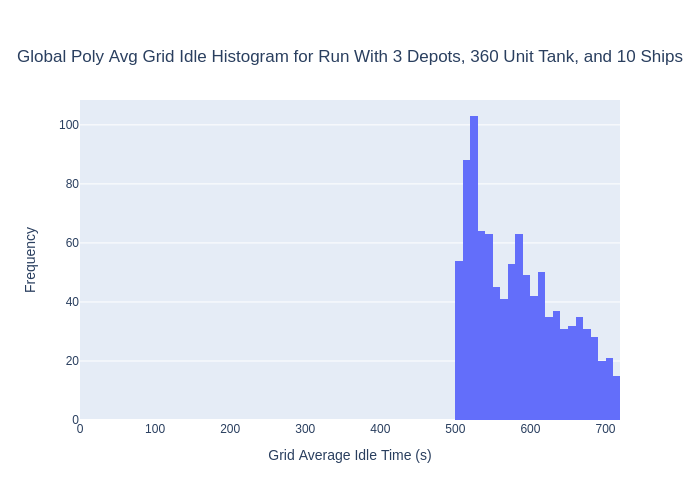 Global Poly Avg Grid Idle Histogram for Run With 3 Depots, 360 Unit Tank, and 10 Ships
100
80
60
40
20
0
Frequency
0 100 200 300 400 500 600 700
Grid Average Idle Time (s)